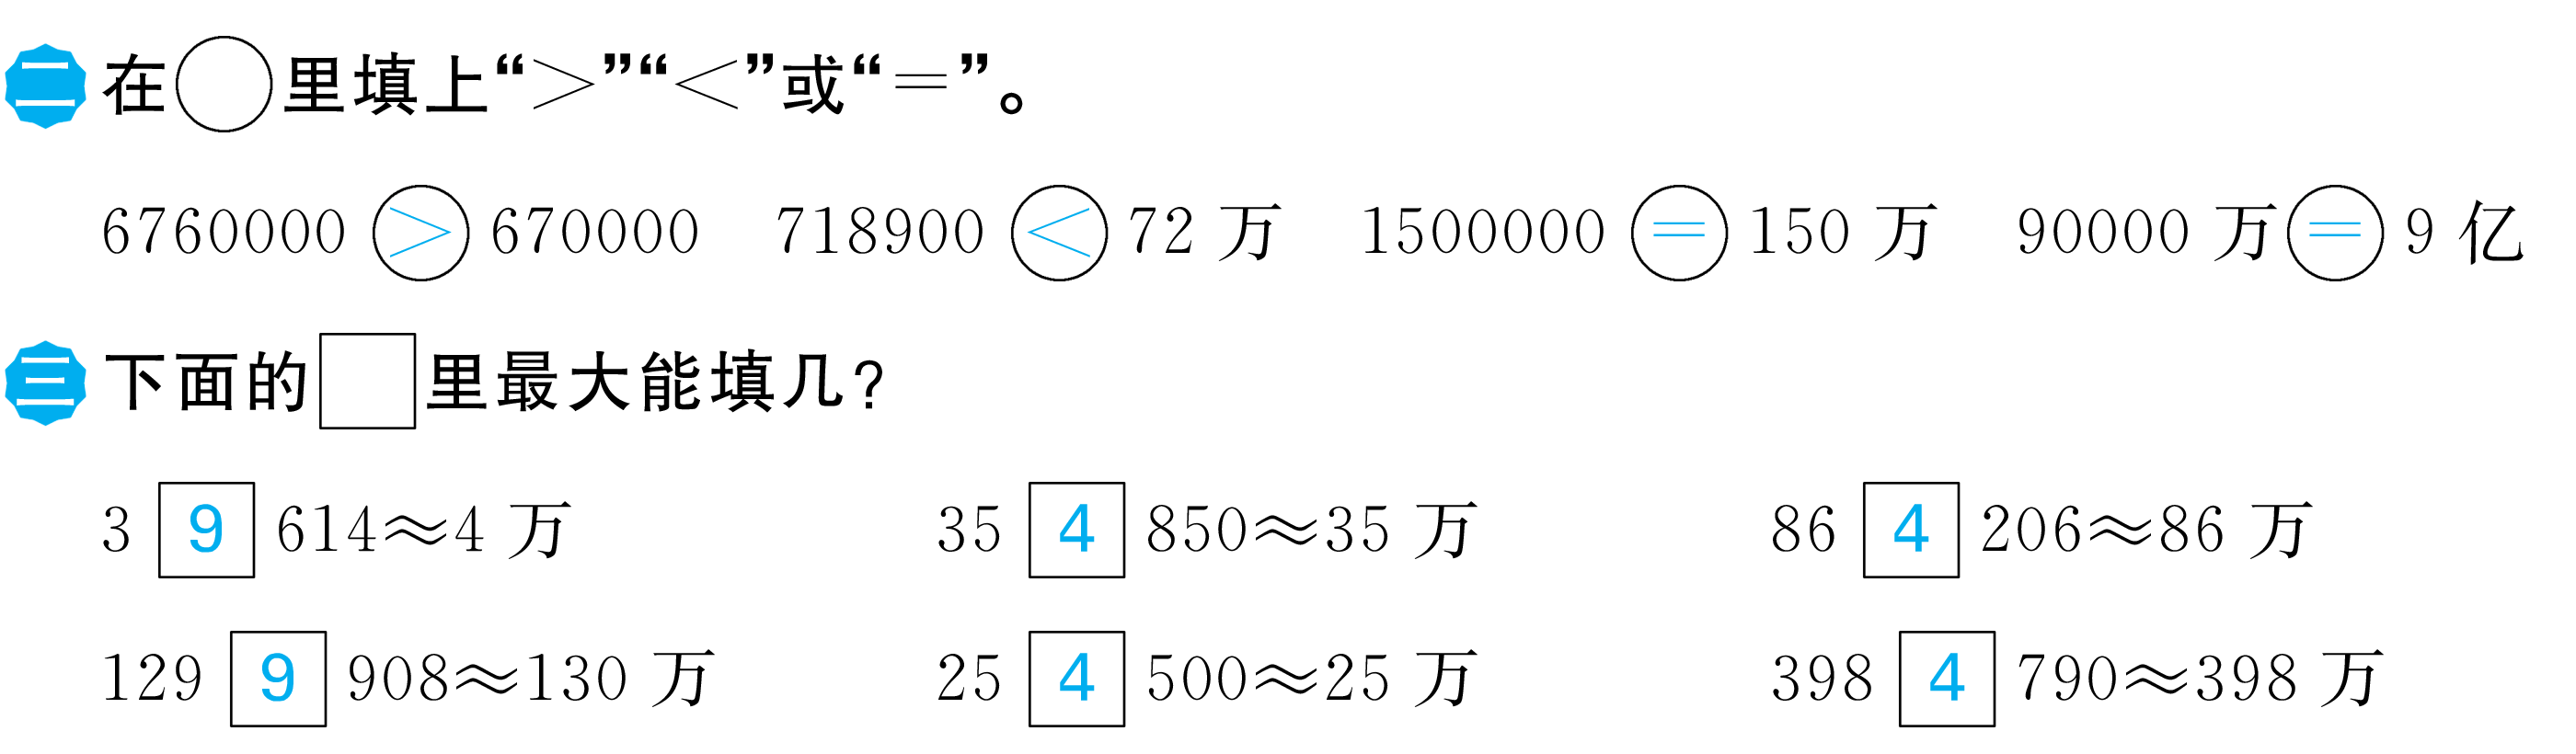 二 在○里填上“>”“<”或“=”。
6760000 > 670000 718900 < 72 万 1500000 = 150 万 90000 万 = 9 亿
三 下面的□里最大能填几?
3 9 614≈4 万 35 4 850≈35 万 86 4 206≈86 万
129 9 908≈130 万 25 4 500≈25 万 398 4 790≈398 万